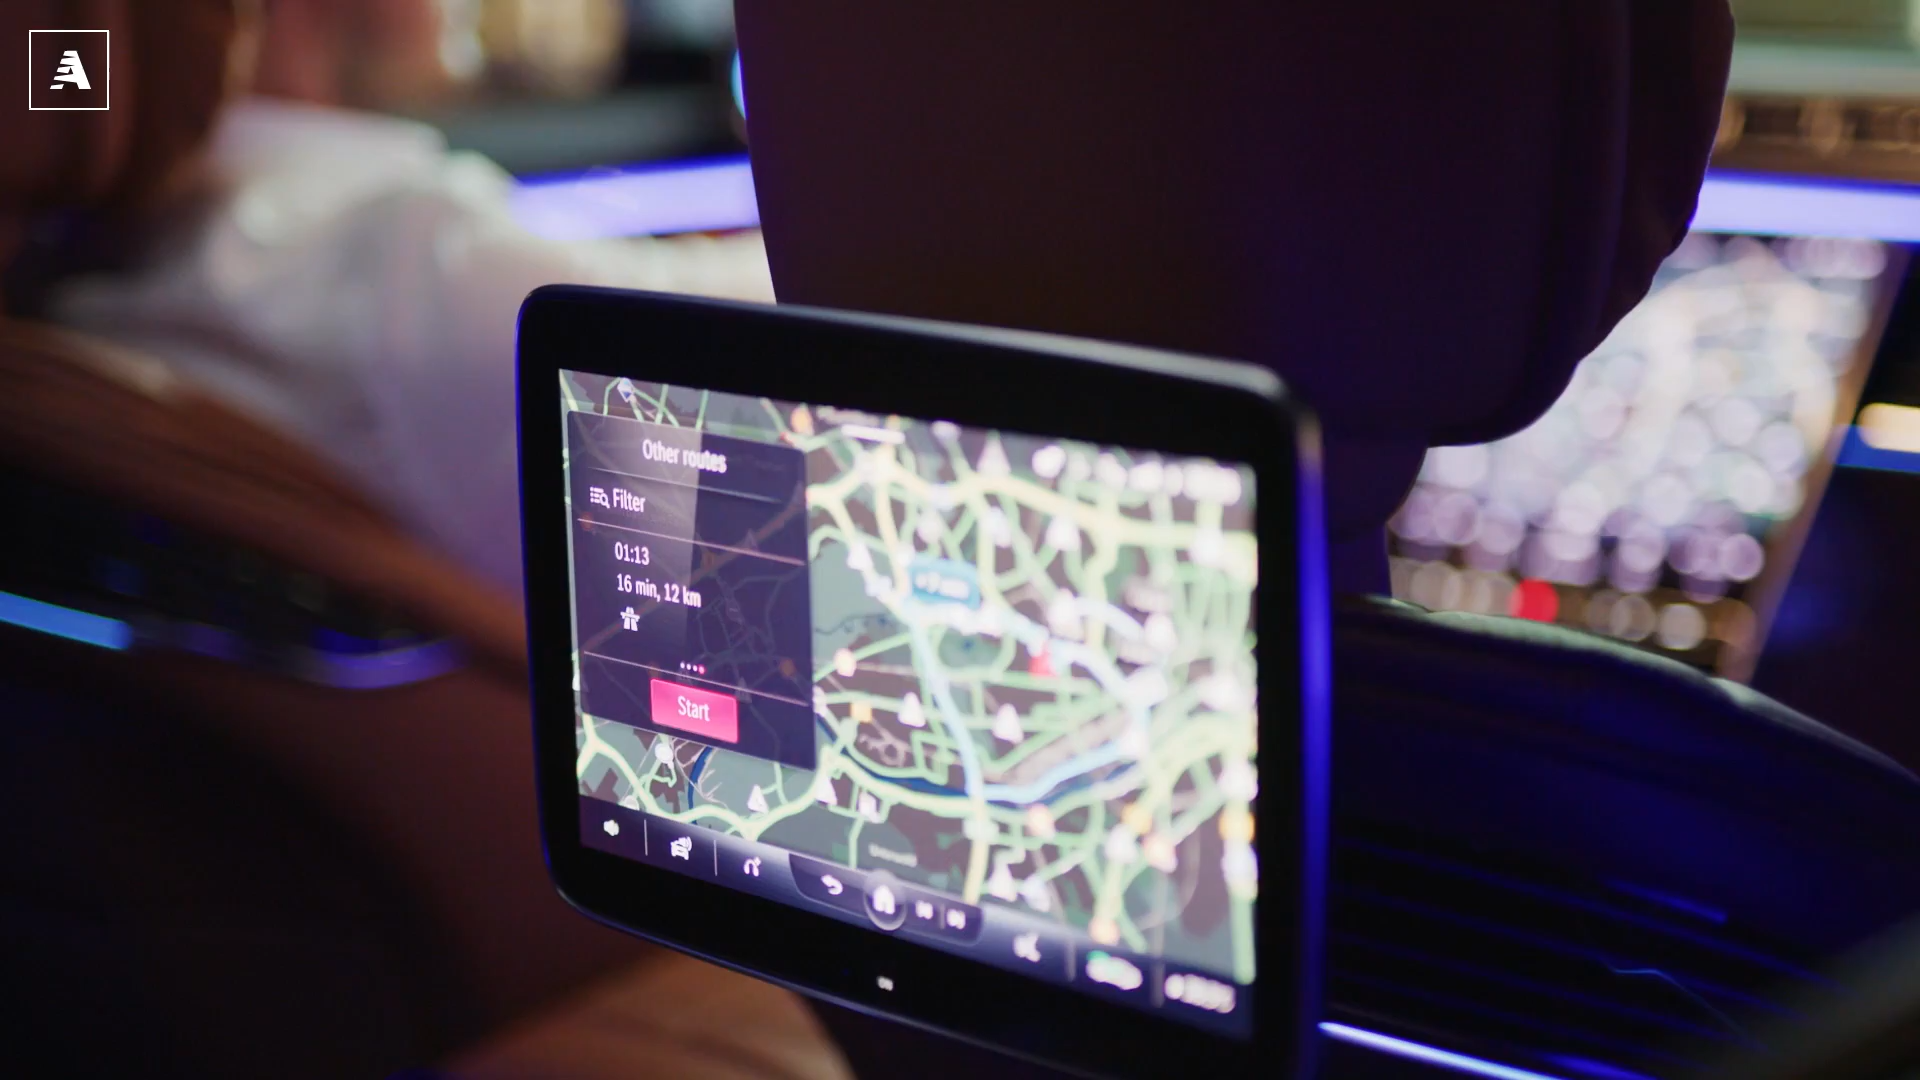 A
Other routes
Filter
01:13
16 min, 12 km
Start